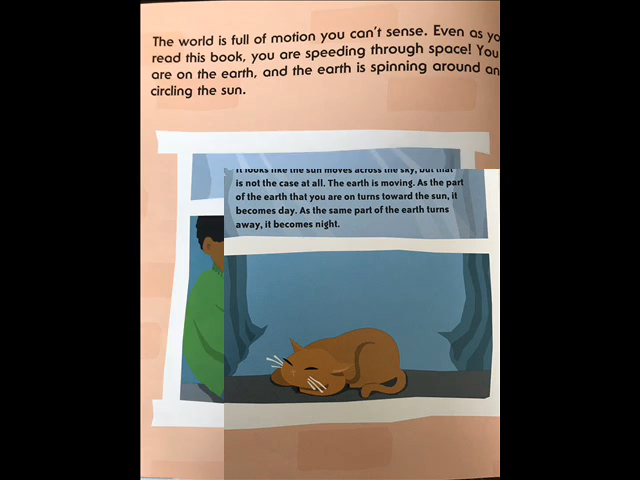 The world is full of motion you can't sense. Even as yo
read this book, you are speeding through space! You
are on the earth, and the earth is spinning around an
circling the sun.
It looks like the sun moves across the sky, but that
is not the case at all. The earth is moving. As the part
of the earth that you are on turns toward the sun, it
becomes day. As the same part of the earth turns
away, it becomes night.